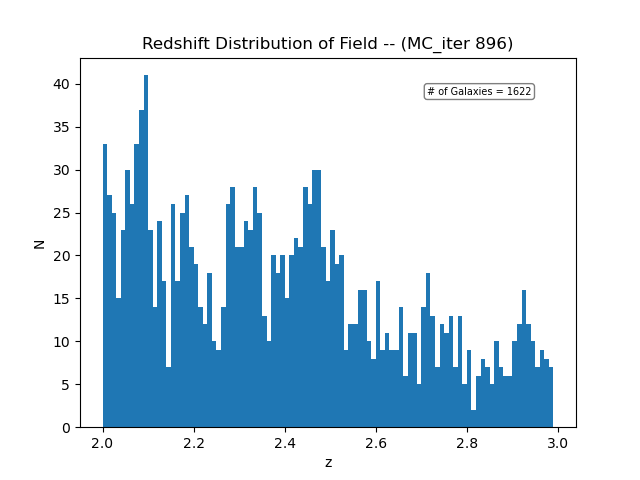 Redshift Distribution of Field -- (MC_iter 896)
# of Galaxies = 1622
40
35
30
25
20
15
10
5
0
N
2.0 2.2 2.4 2.6 2.8 3.0
z